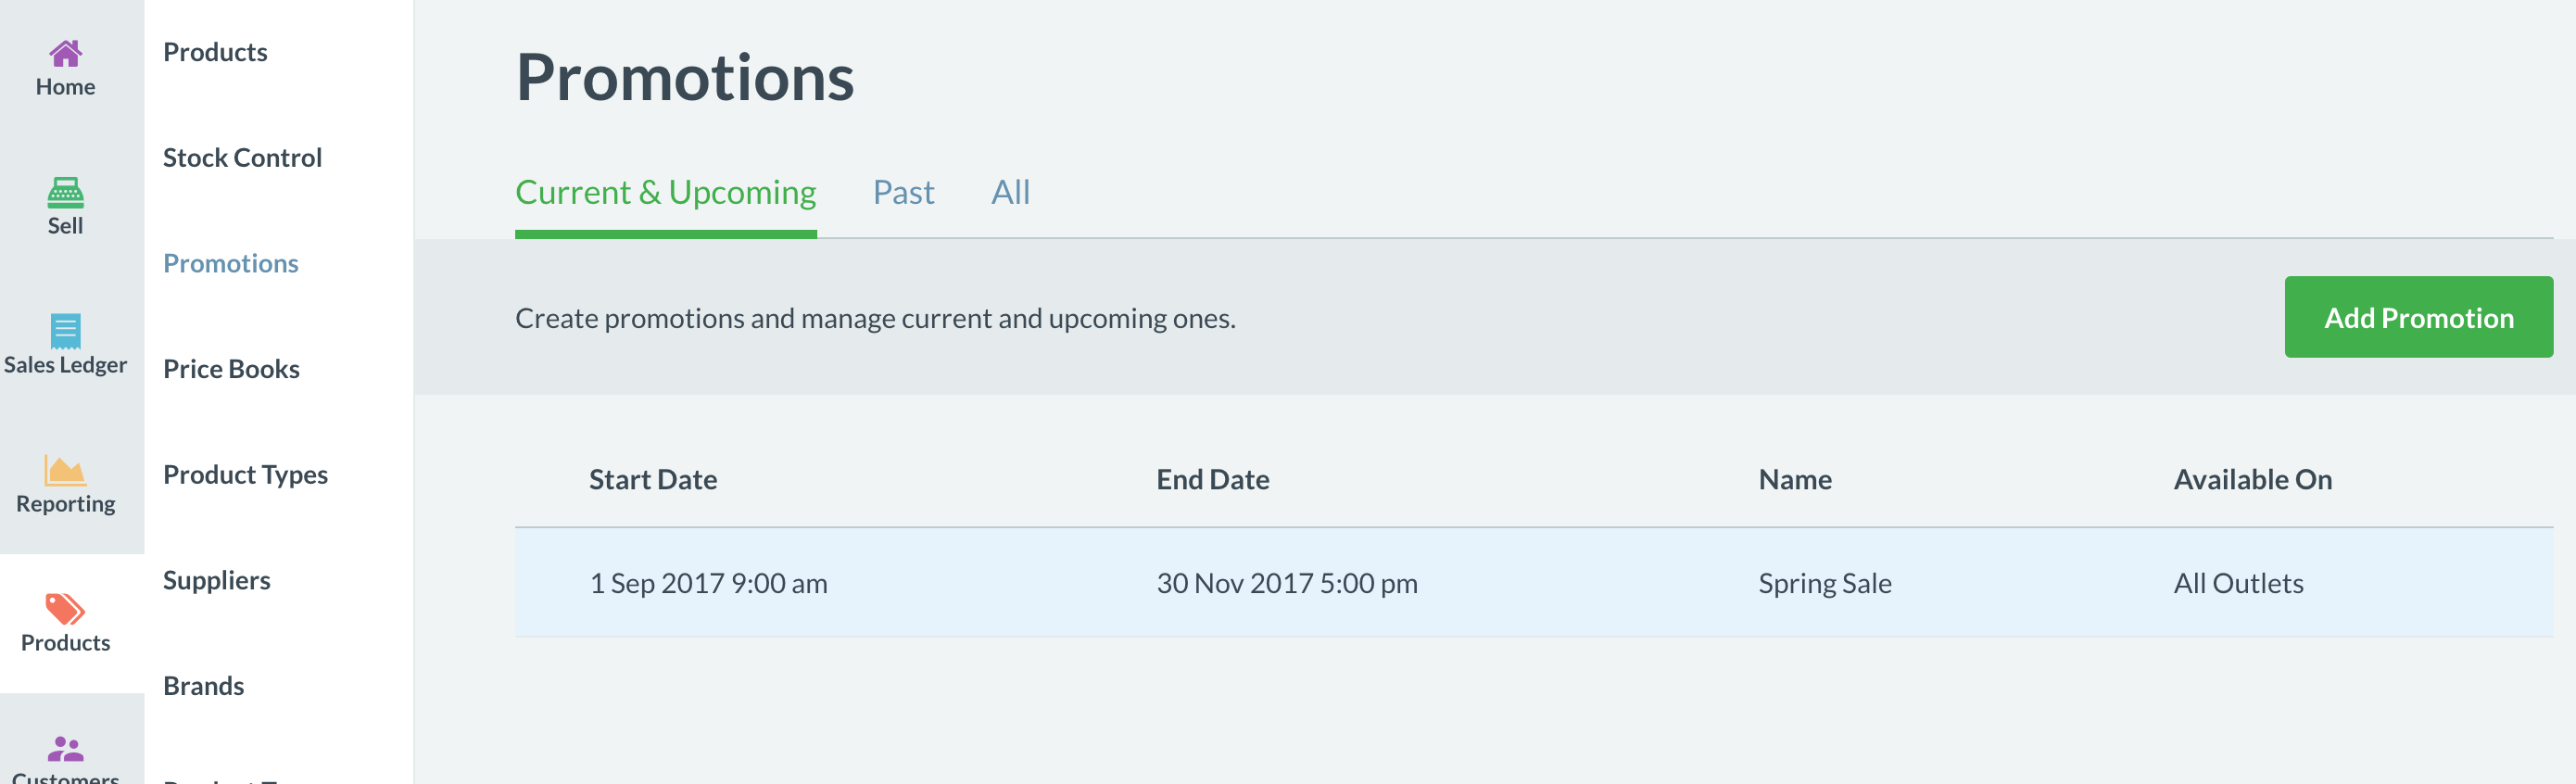 Home
Sell
Sales Ledger
Reporting
Products
Customers
Products
Stock Control
Promotions
Price Books
Product Types
Suppliers
Brands
Promotions
Current & Upcoming Past All
Create promotions and manage current and upcoming ones.
Add Promotion
Start Date End Date Name Available On
1 Sep 2017 9:00 am 30 Nov 2017 5:00 pm Spring Sale All Outlets